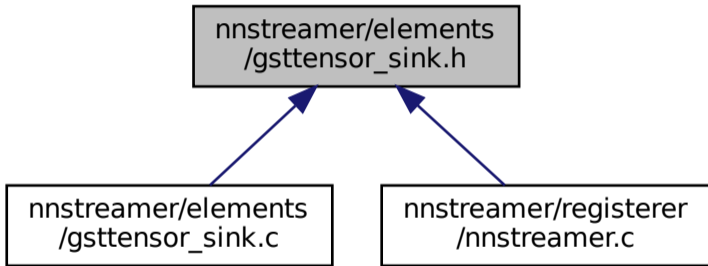 nnstreamer/elements
/gsttensor_sink.h
nnstreamer/elements
/gsttensor_sink.c
nnstreamer/registerer
/nnstreamer.c